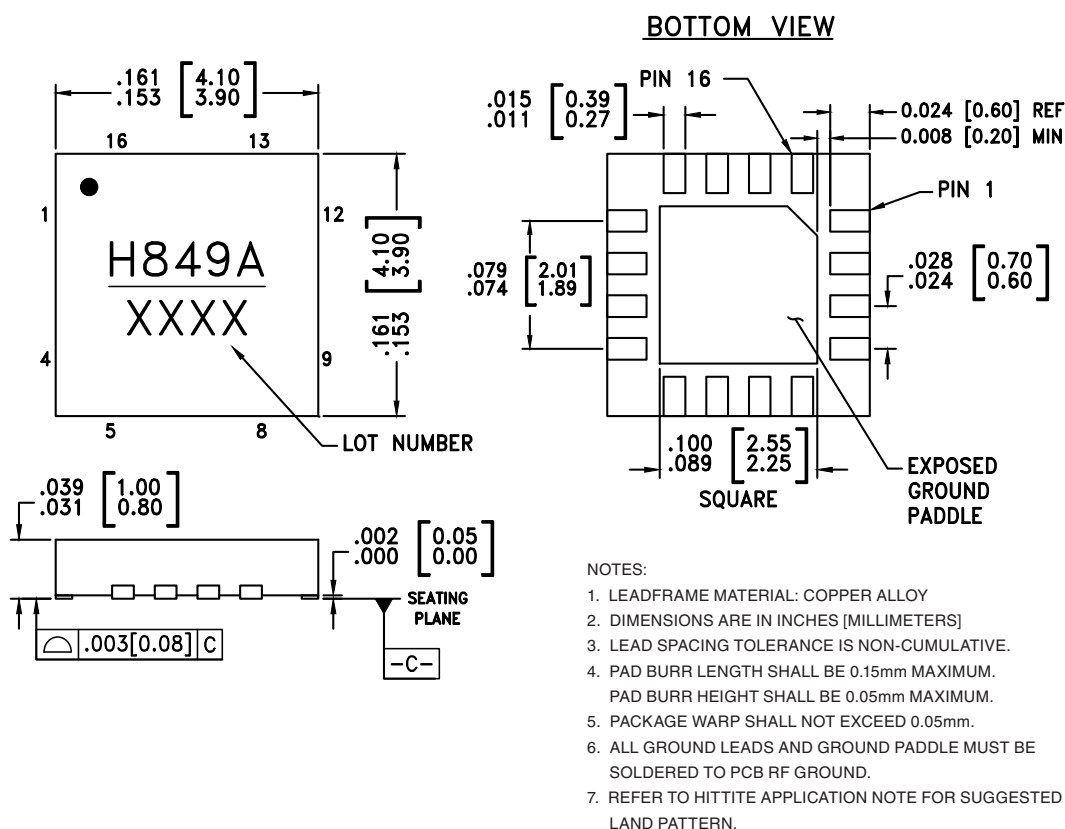 BOTTOM VIEW
.161 [4.10]
.153 [3.90]
16 13
1 12
H849A
XXXX
4 9
5 8
.161 [4.10]
.153 [3.90]
LOT NUMBER
PIN 16
.015 [0.39]
.011 [0.27]
0.024 [0.60] REF
0.008 [0.20] MIN
PIN 1
.079 [2.01]
.074 [1.89]
.028 [0.70]
.024 [0.60]
.100 [2.55]
.089 [2.25]
SQUARE
EXPOSED
GROUND
PADDLE
.039 [1.00]
.031 [0.80]
.002 [0.05]
.000 [0.00]
SEATING
PLANE
.003[0.08] C
-C-
NOTES:
1. LEADFRAME MATERIAL: COPPER ALLOY
2. DIMENSIONS ARE IN INCHES [MILLIMETERS]
3. LEAD SPACING TOLERANCE IS NON-CUMULATIVE.
4. PAD BURR LENGTH SHALL BE 0.15mm MAXIMUM.
PAD BURR HEIGHT SHALL BE 0.05mm MAXIMUM.
5. PACKAGE WARP SHALL NOT EXCEED 0.05mm.
6. ALL GROUND LEADS AND GROUND PADDLE MUST BE
SOLDERED TO PCB RF GROUND.
7. REFER TO HITTITE APPLICATION NOTE FOR SUGGESTED
LAND PATTERN.